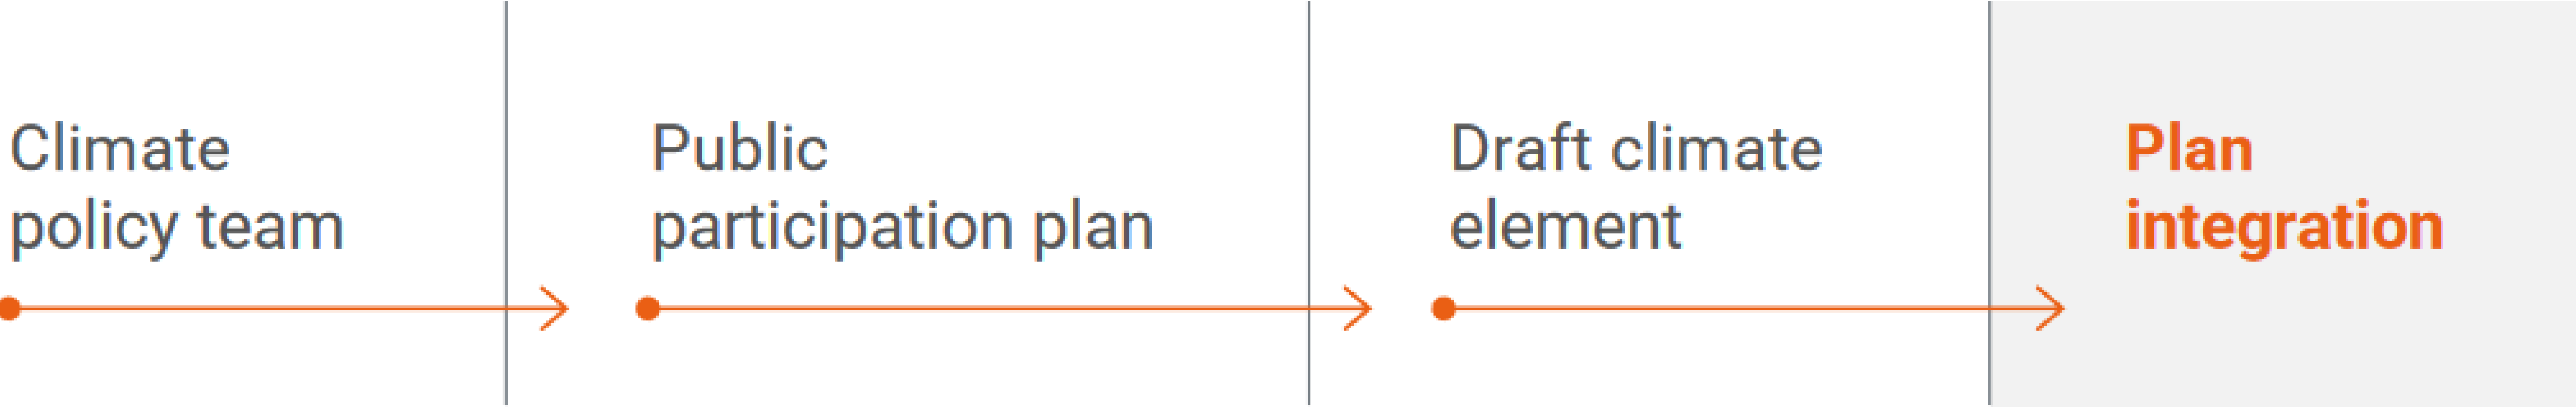 Climate
policy team
Public
participation plan
Draft climate
element
Plan
integration